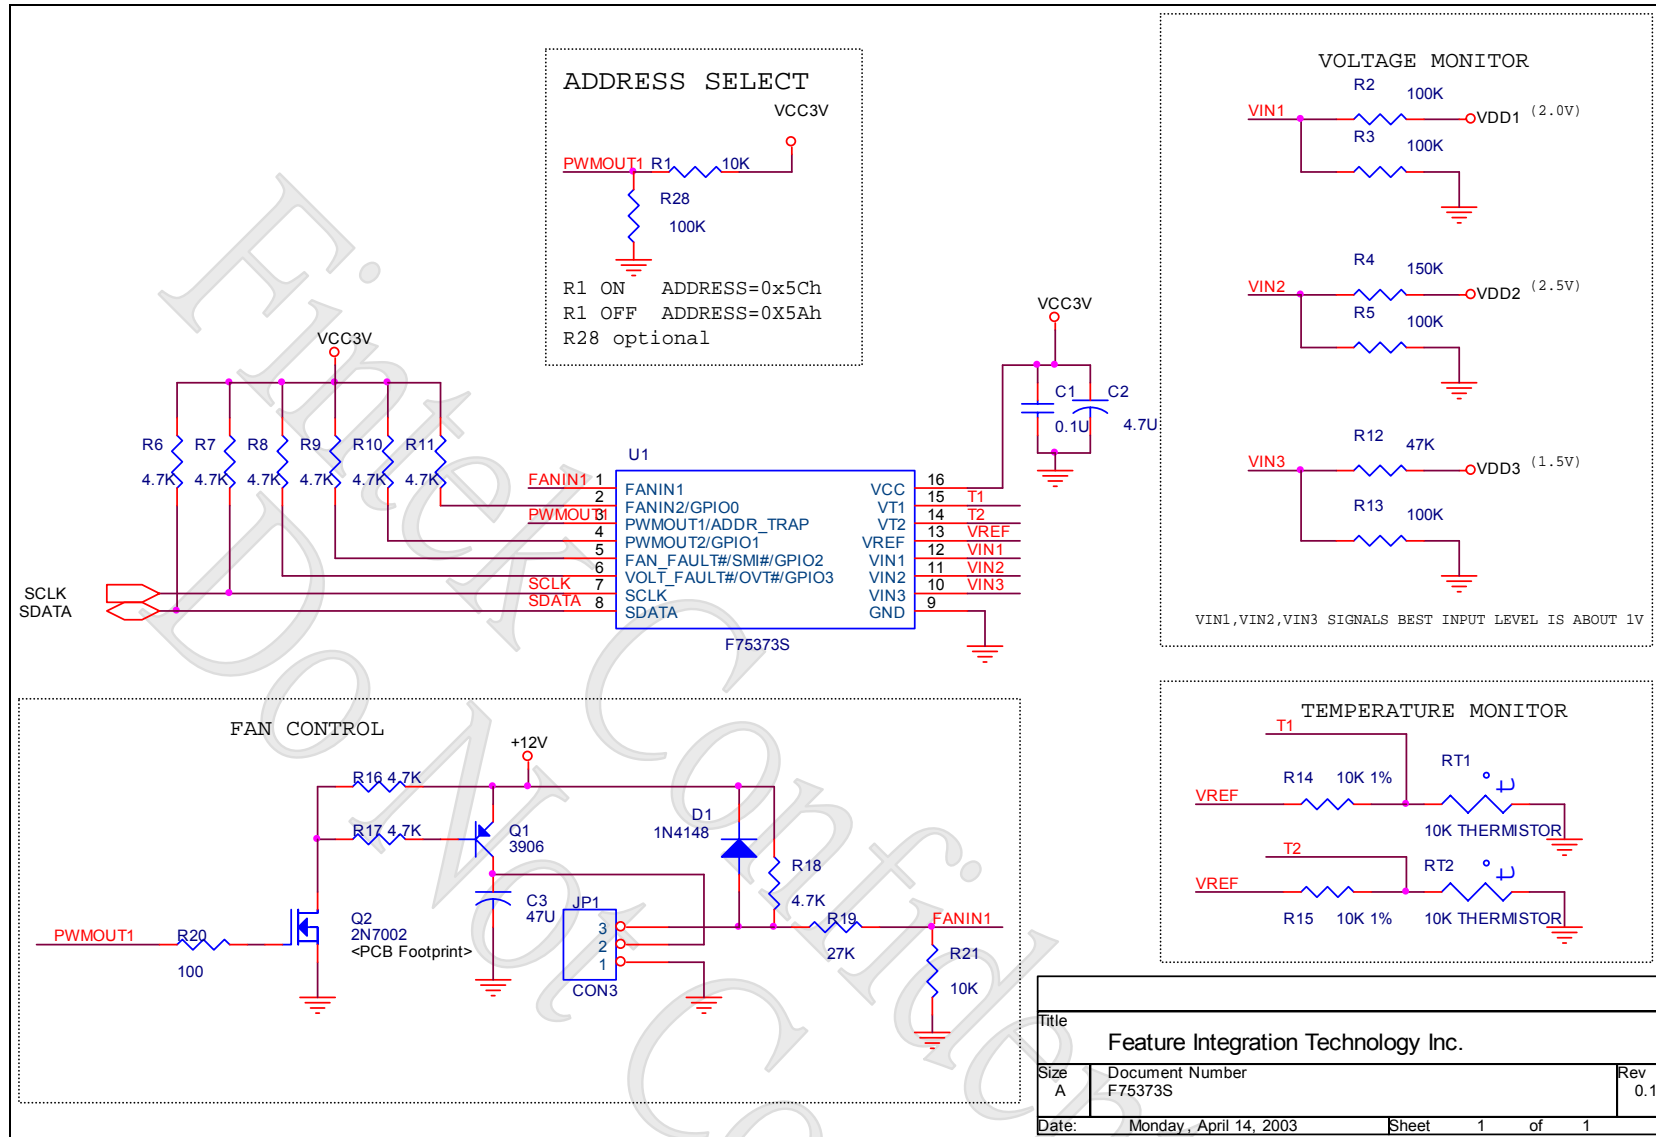 ADDRESS SELECT
VCC3V
PWMOUT1 R1 10K
R28
100K
R1 ON ADDRESS=0x5Ch
R1 OFF ADDRESS=0X5Ah
R28 optional
VOLTAGE MONITOR
R2
100K
VIN1
VDD1 (2.0V)
R3
100K
R4
150K
VIN2
VDD2 (2.5V)
R5
100K
R12
47K
VIN3
VDD3 (1.5V)
R13
100K
VIN1,VIN2,VIN3 SIGNALS BEST INPUT LEVEL IS ABOUT 1V
VCC3V
R6 R7 R8 R9 R10 R11
4.7K 4.7K 4.7K 4.7K 4.7K 4.7K
VCC3V
C1 C2
0.1U 4.7U
U1
FANIN1 1 FANIN1
2 FANIN2/GPIO0
PWMOUT1 3 PWMOUT1/ADDR_TRAP
4 PWMOUT2/GPIO1
5 FAN_FAULT#/SMI#/GPIO2
6 VOLT_FAULT#/OVT#/GPIO3
SCLK 7 SCLK
SDATA 8 SDATA
VCC 16
VT1 15 T1
VT2 14 T2
VREF 13 VREF
VIN1 12 VIN1
VIN2 11 VIN2
VIN3 10 VIN3
GND 9
F75373S
SCLK
SDATA
FAN CONTROL
+12V
R16 4.7K
R17 4.7K
Q1
3906
D1
1N4148
R18
4.7K
C3
47U
JP1
3
2
1
CON3
R19
27K
FANIN1
R21
10K
PWMOUT1
R20
100
Q2
2N7002
<PCB Footprint>
TEMPERATURE MONITOR
T1
R14 10K 1%
RT1
t
VREF
10K THERMISTOR
T2
RT2
t
VREF
R15 10K 1%
10K THERMISTOR
Title
Feature Integration Technology Inc.
Size Document Number Rev
A F75373S 0.1
Date: Monday, April 14, 2003 Sheet 1 of 1
Fintek Confiden
Do Not Co